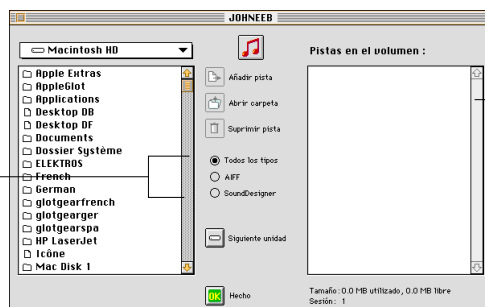 JOHNEEB
Macintosh HD
Apple Extras
AppleGlot
Applications
Desktop DB
Desktop DF
Documents
Dossier Système
ELEKTROS
French
German
glotgearfrench
glotgearger
glotgearspa
HP LaserJet
Icône
Mac Disk 1
Añadir pista
Abrir carpeta
Suprimir pista
Todos los tipos
AIFF
SoundDesigner
Siguiente unidad
OK
Hecho
Pistas en el volumen :
Tamaño : 0.0 MB utilizado, 0.0 MB libre
Sesión : 1